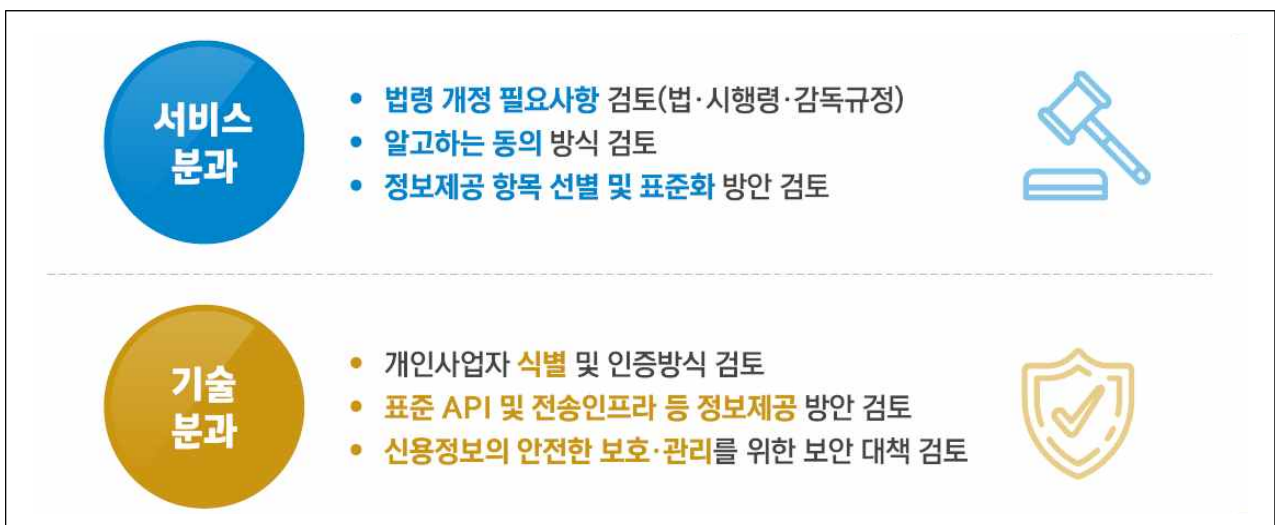 서비스
분과
• 법령 개정 필요사항 검토(법·시행령·감독규정)
• 알고하는 동의 방식 검토
• 정보제공 항목 선별 및 표준화 방안 검토
기술
분과
• 개인사업자 식별 및 인증방식 검토
• 표준 API 및 전송인프라 등 정보제공 방안 검토
• 신용정보의 안전한 보호·관리를 위한 보안 대책 검토